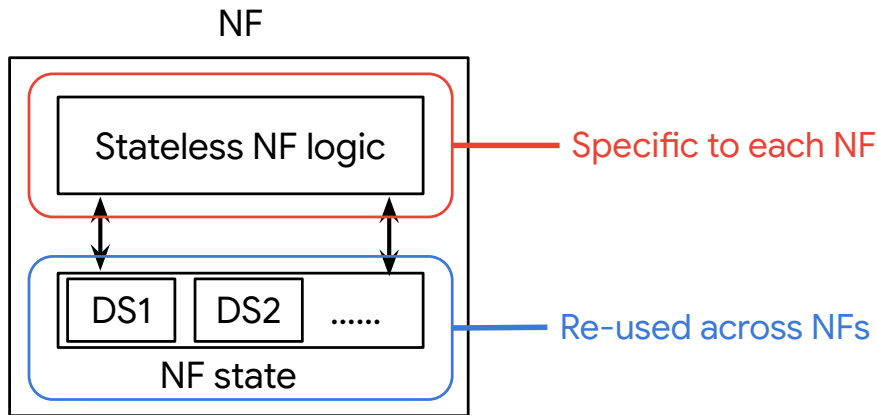 NF
Stateless NF logic
Specific to each NF
DS1
DS2
......
Re-used across NFs
NF state